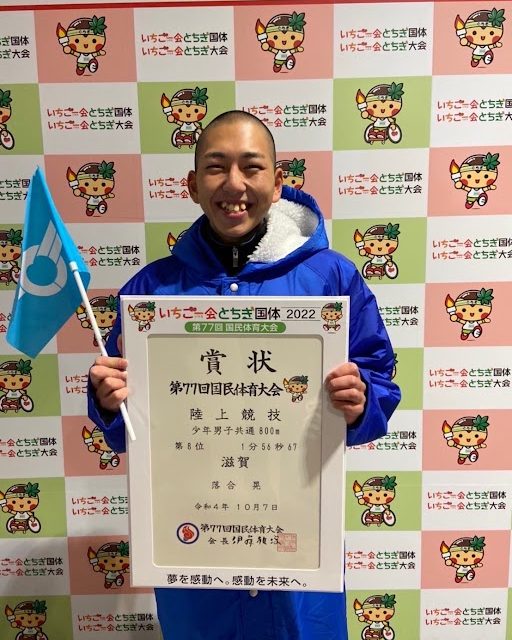 いちご一会とちぎ国体
いちご一会とちぎ大会
いちご一会とちぎ国体 2022
第77回 国民体育大会
賞状
第77回国民体育大会
陸上競技
少年男子共通800m
第8位 1分56秒67
滋賀
落合 晃
令和4年 10月7日
第77回国民体育大会
会長 伊藤雅俊
夢を感動へ。感動を未来へ。